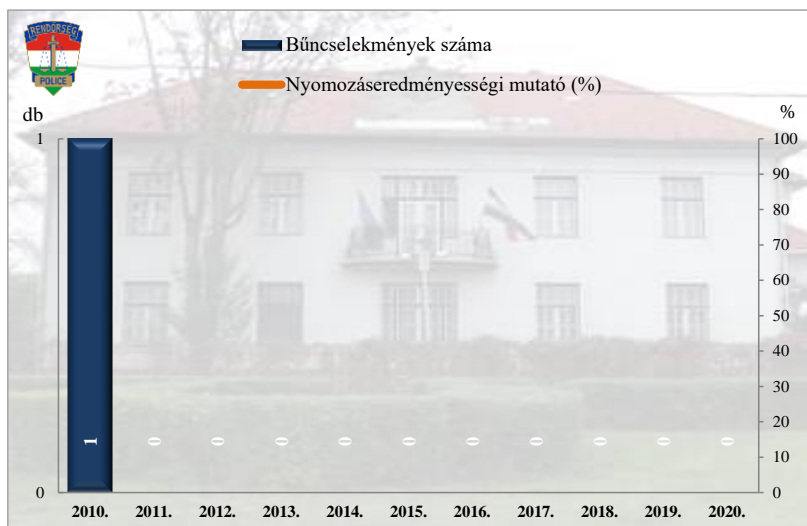 RENDŐRSÉG
POLICE
Bűncselekmények száma
Nyomozáseredményességi mutató (%)
db
%
1
100
90
80
70
60
50
40
30
20
10
0
0
1 0 0 0 0 0 0 0 0 0 0
2010. 2011. 2012. 2013. 2014. 2015. 2016. 2017. 2018. 2019. 2020.